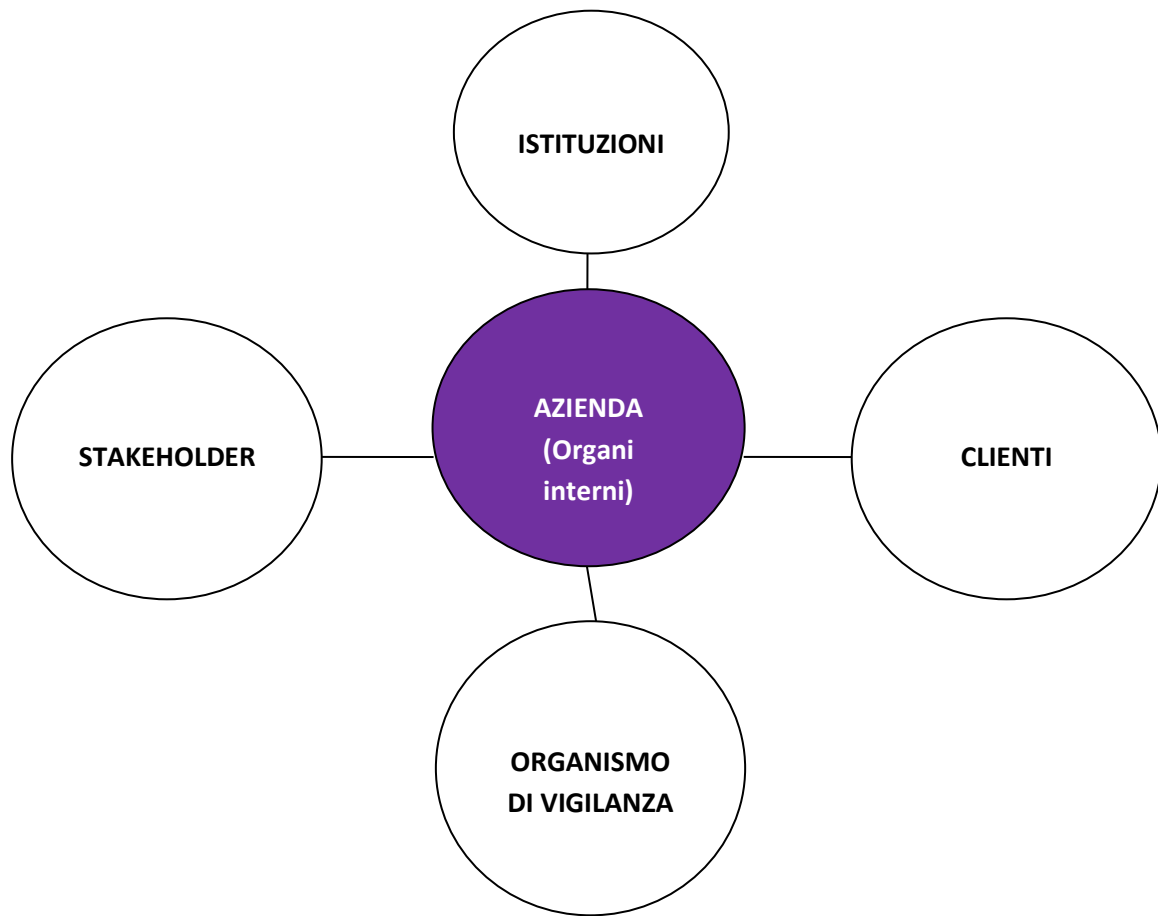 ISTITUZIONI
AZIENDA
(Organi
interni)
STAKEHOLDER
CLIENTI
ORGANISMO
DI VIGILANZA